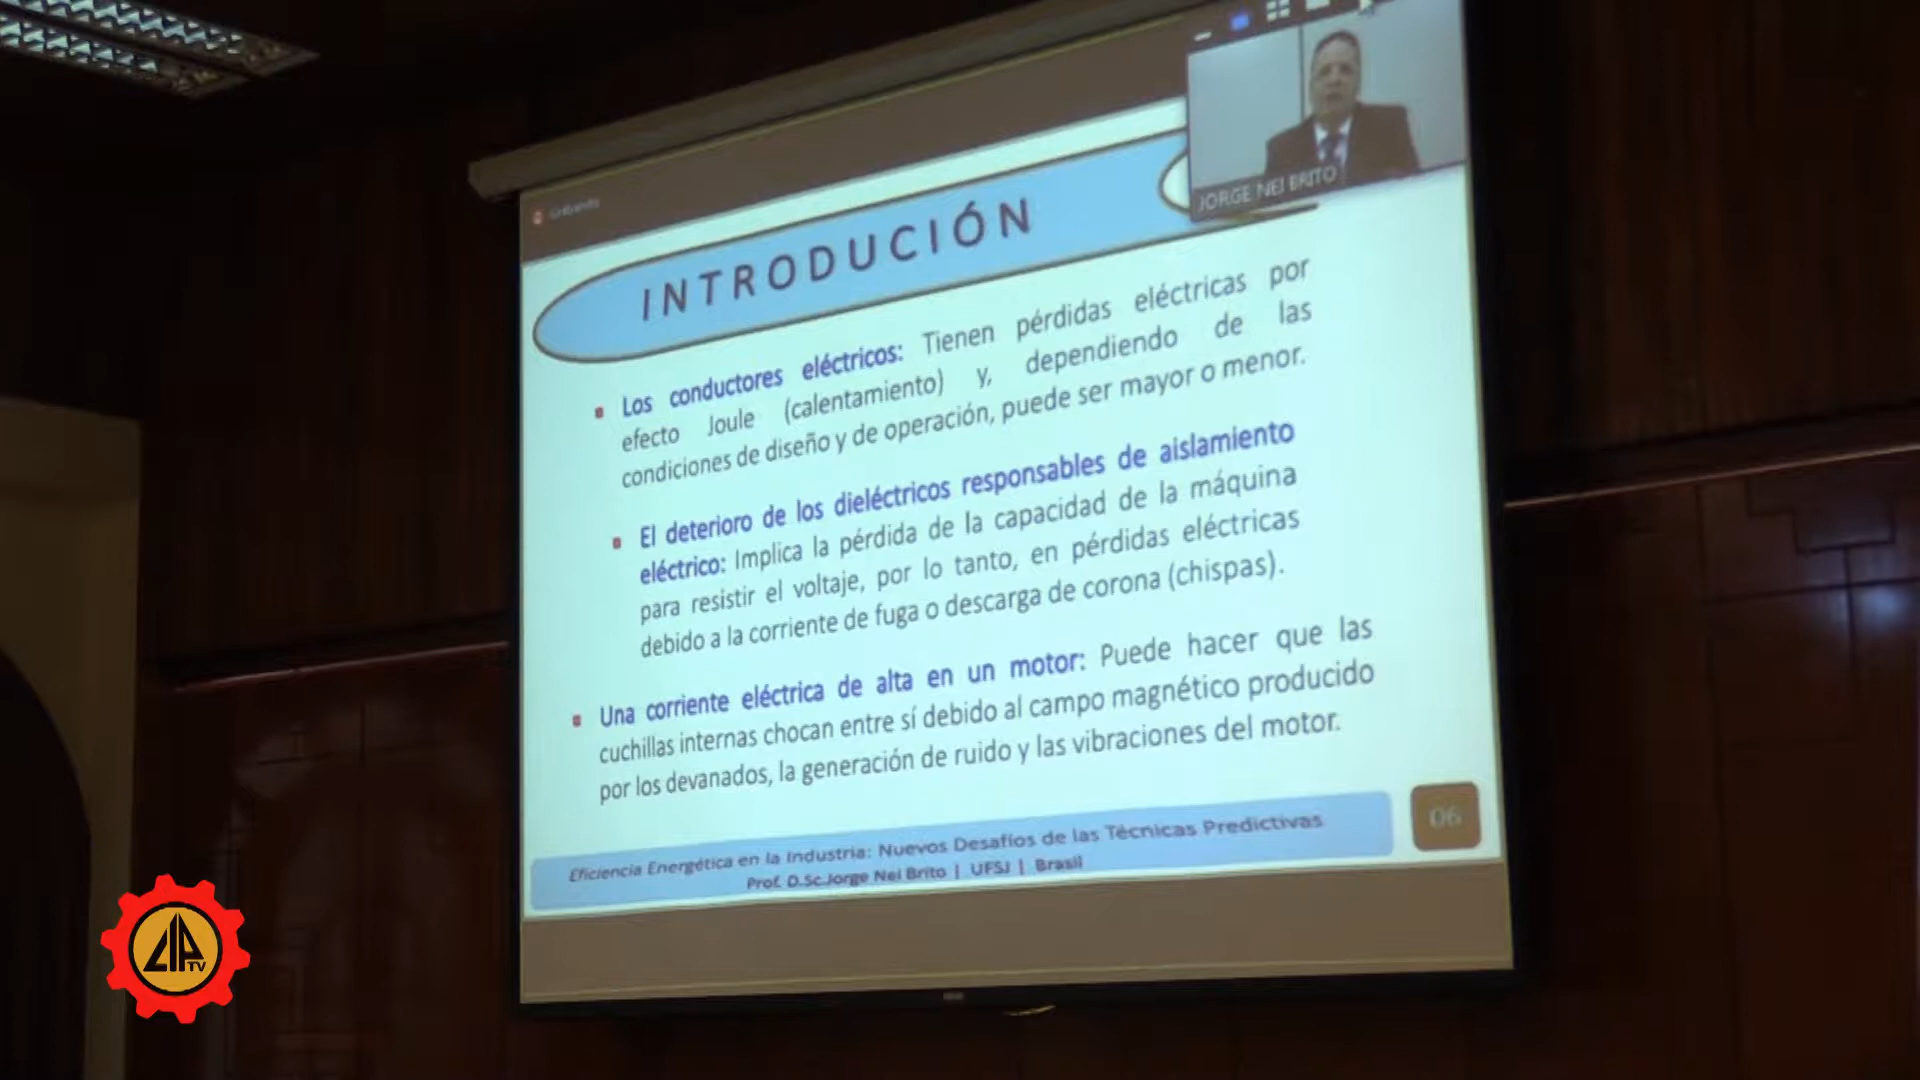 Grabando
JORGE NEI BRITO
INTRODUCIÓN
Los conductores eléctricos: Tienen pérdidas eléctricas por
efecto Joule (calentamiento) y, dependiendo de las
condiciones de diseño y de operación, puede ser mayor o menor.
El deterioro de los dieléctricos responsables de aislamiento
eléctrico: Implica la pérdida de la capacidad de la máquina
para resistir el voltaje, por lo tanto, en pérdidas eléctricas
debido a la corriente de fuga o descarga de corona (chispas).
Una corriente eléctrica de alta en un motor: Puede hacer que las
cuchillas internas chocan entre sí debido al campo magnético producido
por los devanados, la generación de ruido y las vibraciones del motor.
Eficiencia Energética en la Industria: Nuevos Desafíos de las Técnicas Predictivas
Prof. D.Sc.Jorge Nei Brito | UFSJ | Brasil
06
CIP
TV